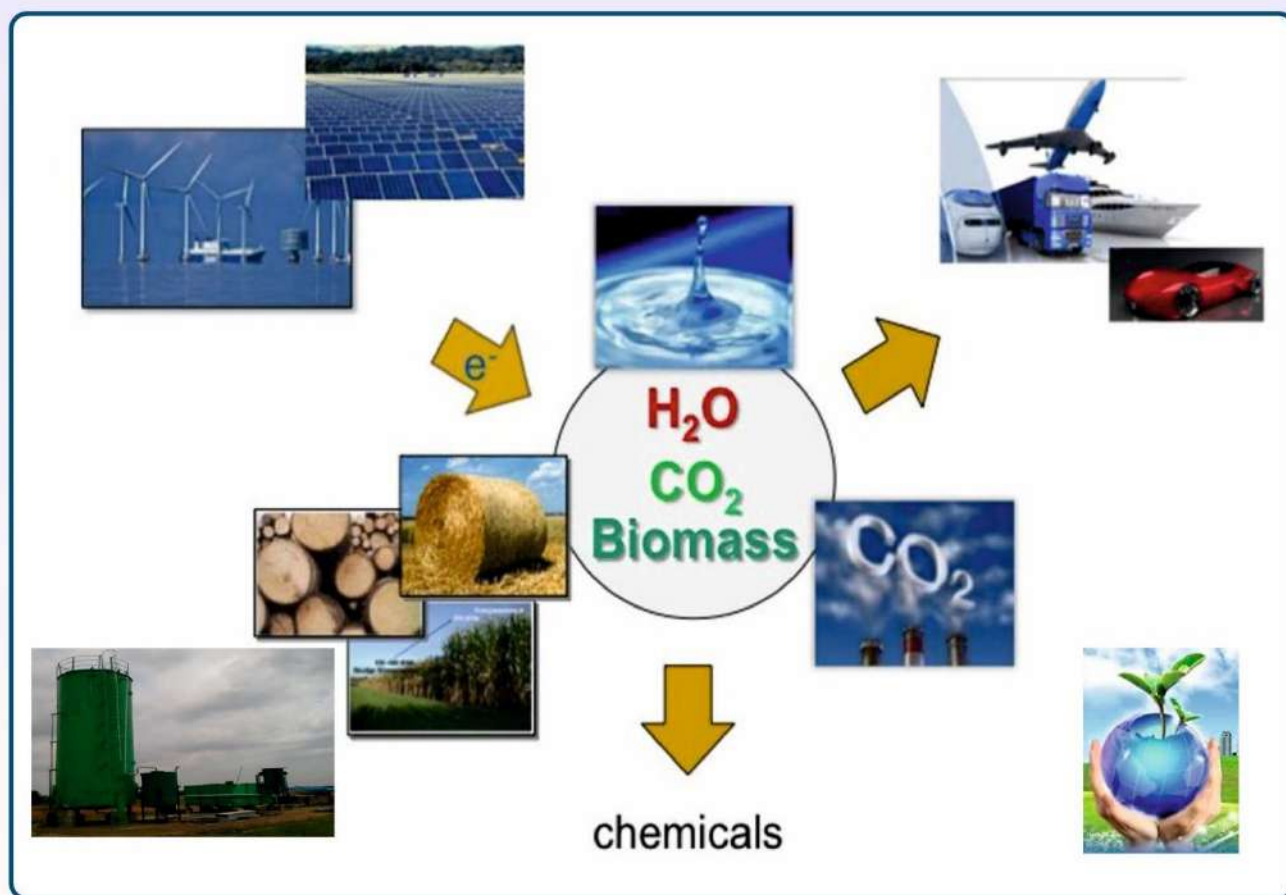 e-
H₂O
CO₂
Biomass
CO₂
chemicals